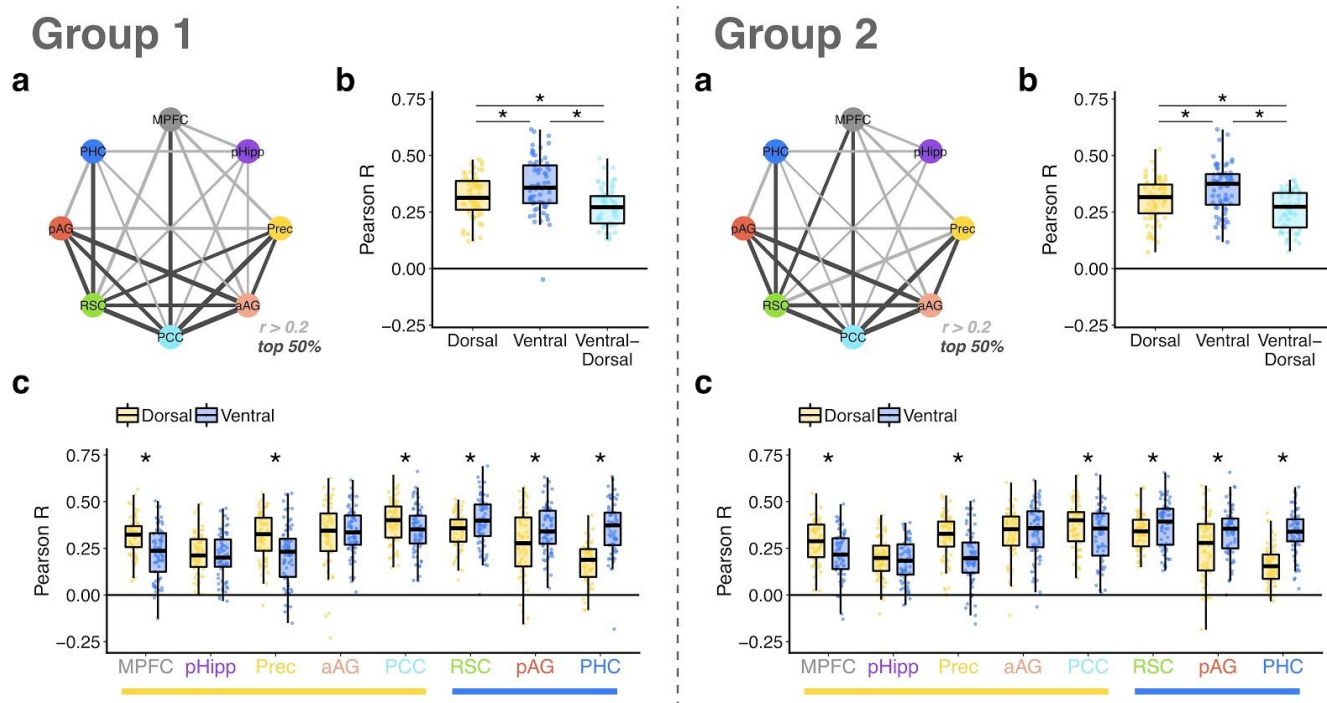 Group 1
a
MPFC
PHC
pHipp
pAG
Prec
RSC
aAG
PCC
r > 0.2
top 50%
b
Pearson R
0.75
0.50
0.25
0.00
−0.25
* 
* *
Dorsal Ventral Ventral–
Dorsal
c
Dorsal Ventral
Pearson R
0.75
0.50
0.25
0.00
−0.25
* * * * * *
MPFC pHipp Prec aAG PCC RSC pAG PHC
Group 2
a
MPFC
PHC
pHipp
pAG
Prec
RSC
aAG
PCC
r > 0.2
top 50%
b
Pearson R
0.75
0.50
0.25
0.00
−0.25
*
* *
Dorsal Ventral Ventral–
Dorsal
c
Dorsal Ventral
Pearson R
0.75
0.50
0.25
0.00
−0.25
* * * * * *
MPFC pHipp Prec aAG PCC RSC pAG PHC